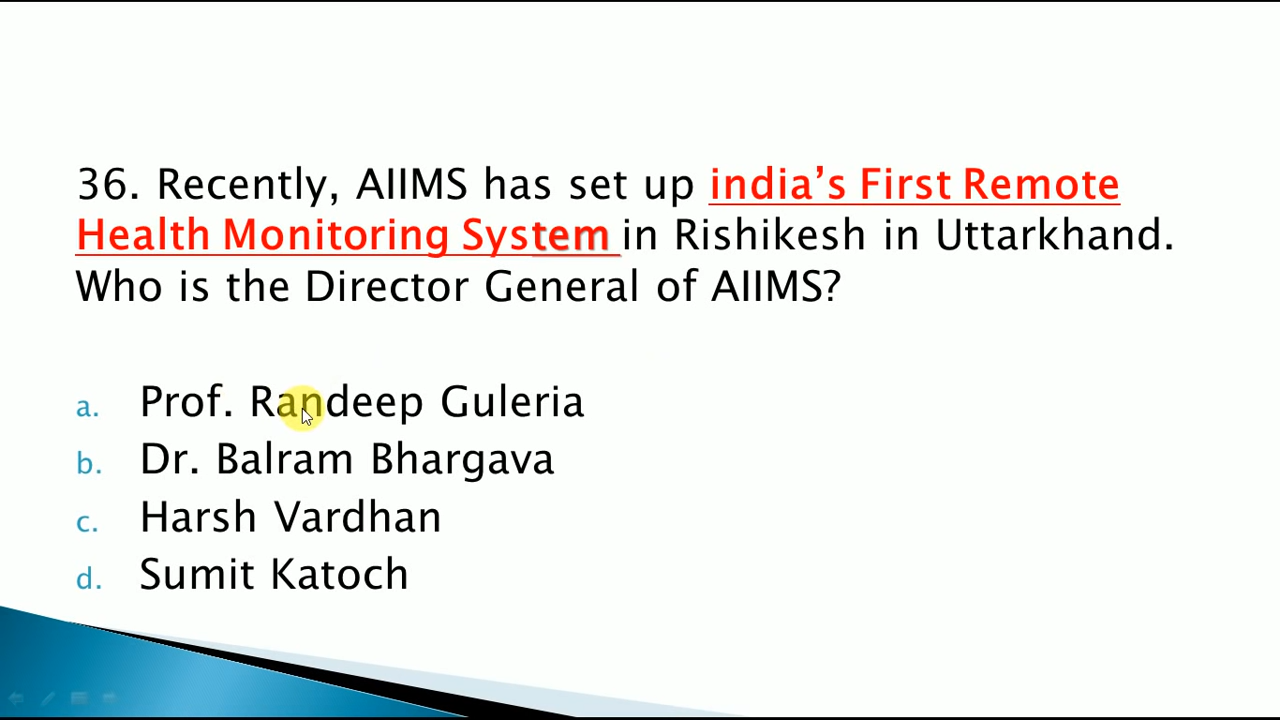 36. Recently, AIIMS has set up india's First Remote
Health Monitoring System in Rishikesh in Uttarkhand.
Who is the Director General of AIIMS?
a. Prof. Randeep Guleria
b. Dr. Balram Bhargava
c. Harsh Vardhan
d. Sumit Katoch